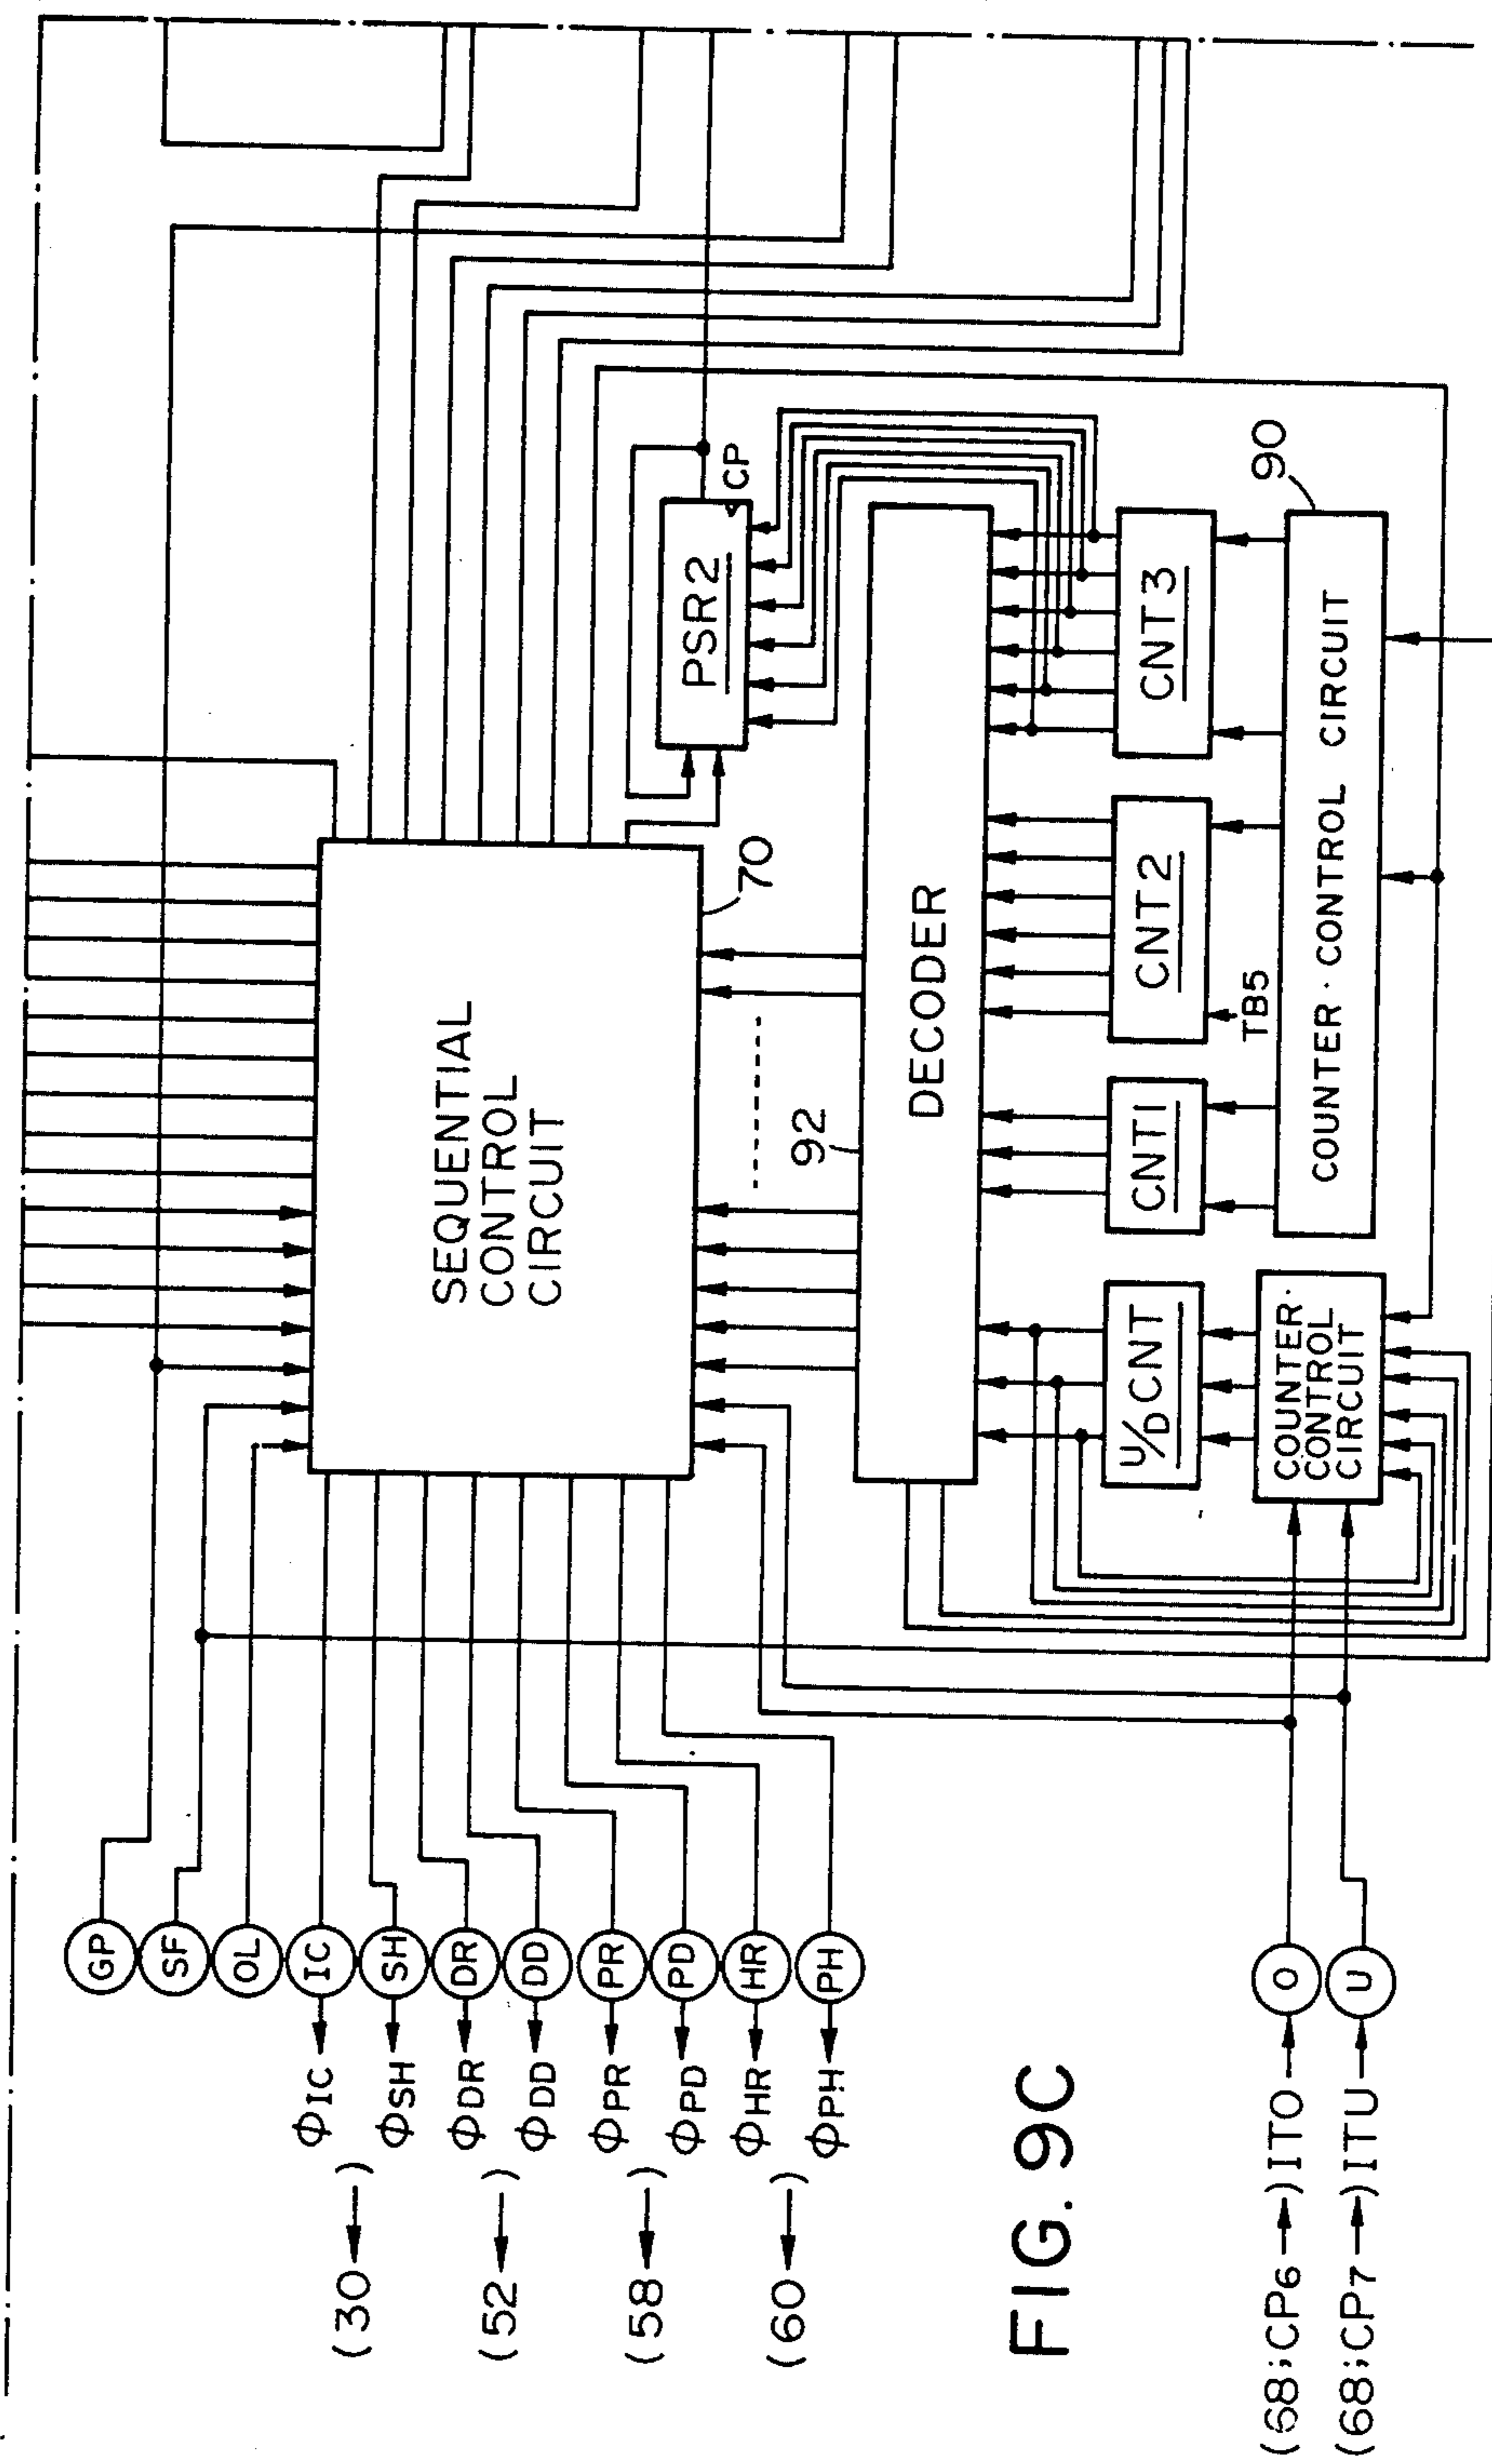 GP
SF
OL
IC
SH
DR
DD
PR
PD
HR
PH
O
U
ΦIC
ΦSH
ΦDR
ΦDD
ΦPR
ΦPD
ΦHR
ΦPH
(30→)
(52→)
(58→)
(60→)
(68;CP6→)ITO
(68;CP7→)ITU
SEQUENTIAL
CONTROL
CIRCUIT
70
PSR2
CP
92
DECODER
U/D CNT
CNT1
CNT2
CNT3
TB5
90
COUNTER·
CONTROL
CIRCUIT
COUNTER·CONTROL CIRCUIT
FIG. 9C